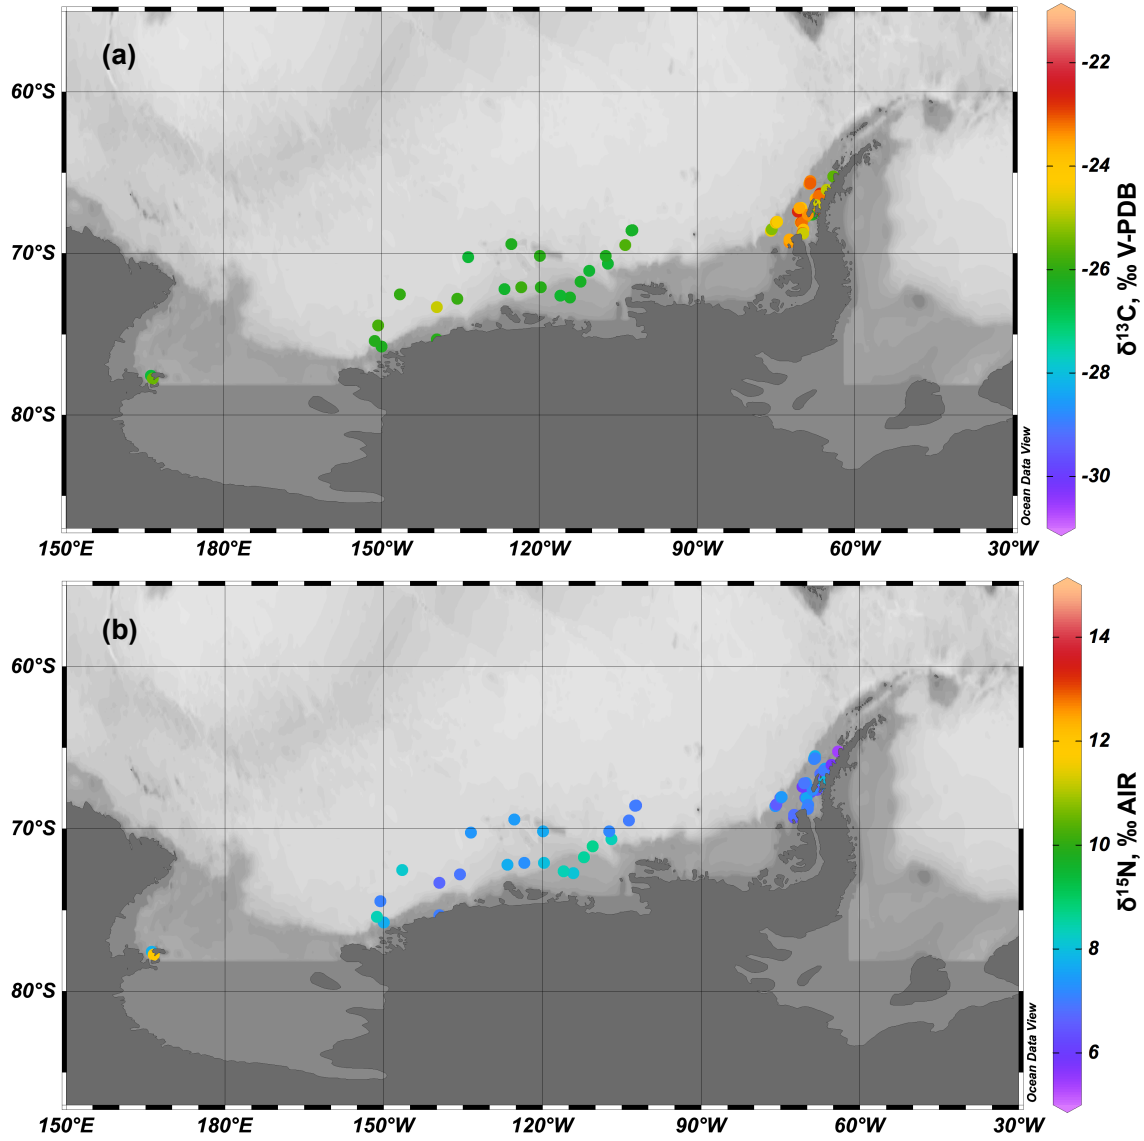 (a)
60°S
70°S
80°S
150°E 180°E 150°W 120°W 90°W 60°W 30°W
Ocean Data View
-22
-24
-26
-28
-30
δ¹³C, ‰ V-PDB
(b)
60°S
70°S
80°S
150°E 180°E 150°W 120°W 90°W 60°W 30°W
Ocean Data View
14
12
10
8
6
δ¹⁵N, ‰ AIR